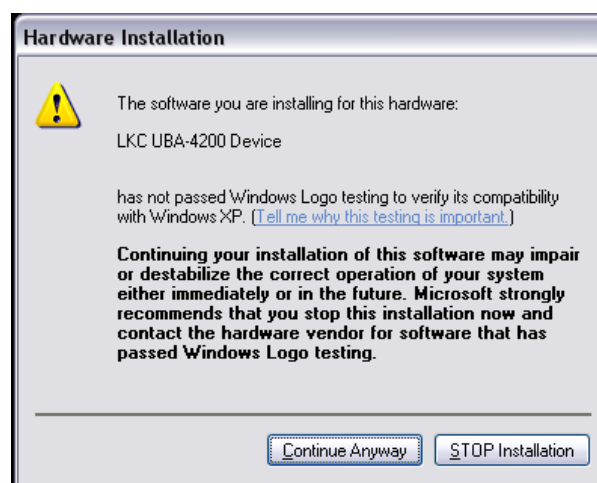 Hardware Installation
The software you are installing for this hardware:
LKC UBA-4200 Device
has not passed Windows Logo testing to verify its compatibility
with Windows XP. (Tell me why this testing is important.)
Continuing your installation of this software may impair
or destabilize the correct operation of your system
either immediately or in the future. Microsoft strongly
recommends that you stop this installation now and
contact the hardware vendor for software that has
passed Windows Logo testing.
Continue Anyway
STOP Installation